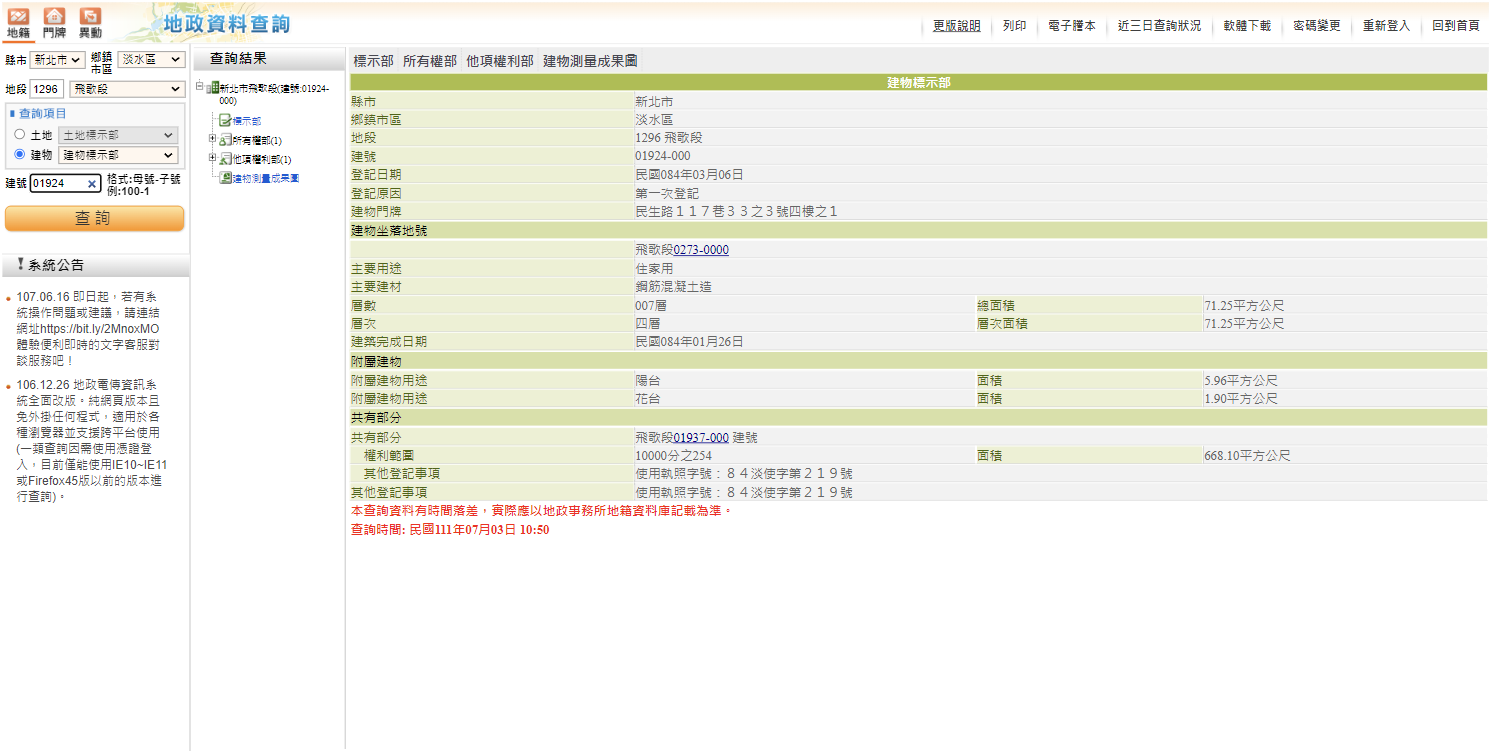 地籍 門牌 異動
地政資料查詢
更版說明 列印 電子謄本 近三日查詢狀況 軟體下載 密碼變更 重新登入 回到首頁
縣市 新北市 鄉鎮市區 淡水區
地段 1296 飛歌段
查詢項目
土地 土地標示部
建物 建物標示部
建號 01924 × 格式:母號-子號
例:100-1
查 詢
! 系統公告
107.06.16 即日起，若有系
統操作問題或建議，請連結
網址https://bit.ly/2MnoxMO
體驗便利即時的文字客服對
談服務吧！
106.12.26 地政電傳資訊系
統全面改版。純網頁版本且
免外掛任何程式，適用於各
種瀏覽器並支援跨平台使用
(一類查詢因需使用憑證登
入，目前僅能使用IE10~IE11
或Firefox45版以前的版本進
行查詢)。
查詢結果
新北市飛歌段(建號:01924-
000)
標示部
所有權部(1)
他項權利部(1)
建物測量成果圖
標示部 所有權部 他項權利部 建物測量成果圖
建物標示部
縣市 新北市
鄉鎮市區 淡水區
地段 1296 飛歌段
建號 01924-000
登記日期 民國084年03月06日
登記原因 第一次登記
建物門牌 民生路１１７巷３３之３號四樓之１
建物坐落地號
飛歌段0273-0000
主要用途 住家用
主要建材 鋼筋混凝土造
層數 007層 總面積 71.25平方公尺
層次 四層 層次面積 71.25平方公尺
建築完成日期 民國084年01月26日
附屬建物
附屬建物用途 陽台 面積 5.96平方公尺
附屬建物用途 花台 面積 1.90平方公尺
共有部分
共有部分 飛歌段01937-000 建號
權利範圍 10000分之254 面積 668.10平方公尺
其他登記事項 使用執照字號：８４淡使字第２１９號
其他登記事項 使用執照字號：８４淡使字第２１９號
本查詢資料有時間落差，實際應以地政事務所地籍資料庫記載為準。
查詢時間: 民國111年07月03日 10:50